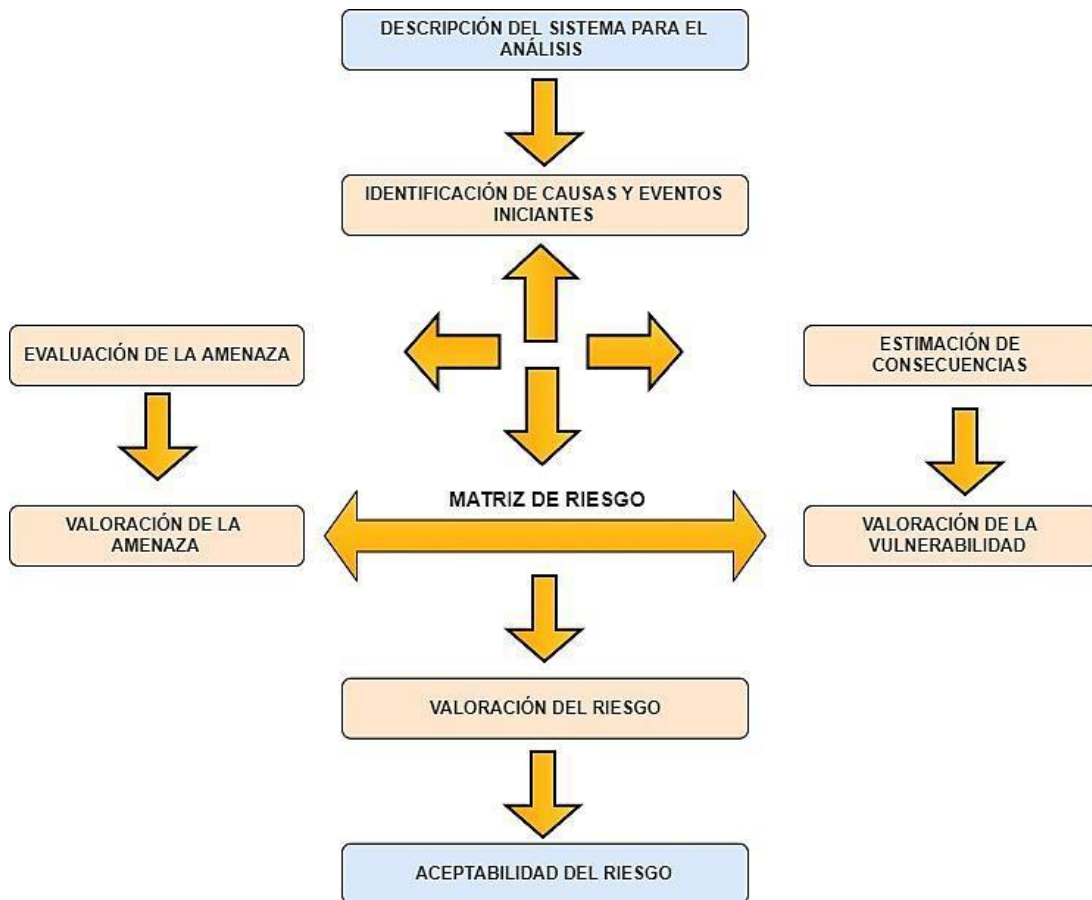 DESCRIPCIÓN DEL SISTEMA PARA EL
ANÁLISIS
IDENTIFICACIÓN DE CAUSAS Y EVENTOS
INICIANTES
EVALUACIÓN DE LA AMENAZA
ESTIMACIÓN DE
CONSECUENCIAS
MATRIZ DE RIESGO
VALORACIÓN DE LA
AMENAZA
VALORACIÓN DE LA
VULNERABILIDAD
VALORACIÓN DEL RIESGO
ACEPTABILIDAD DEL RIESGO